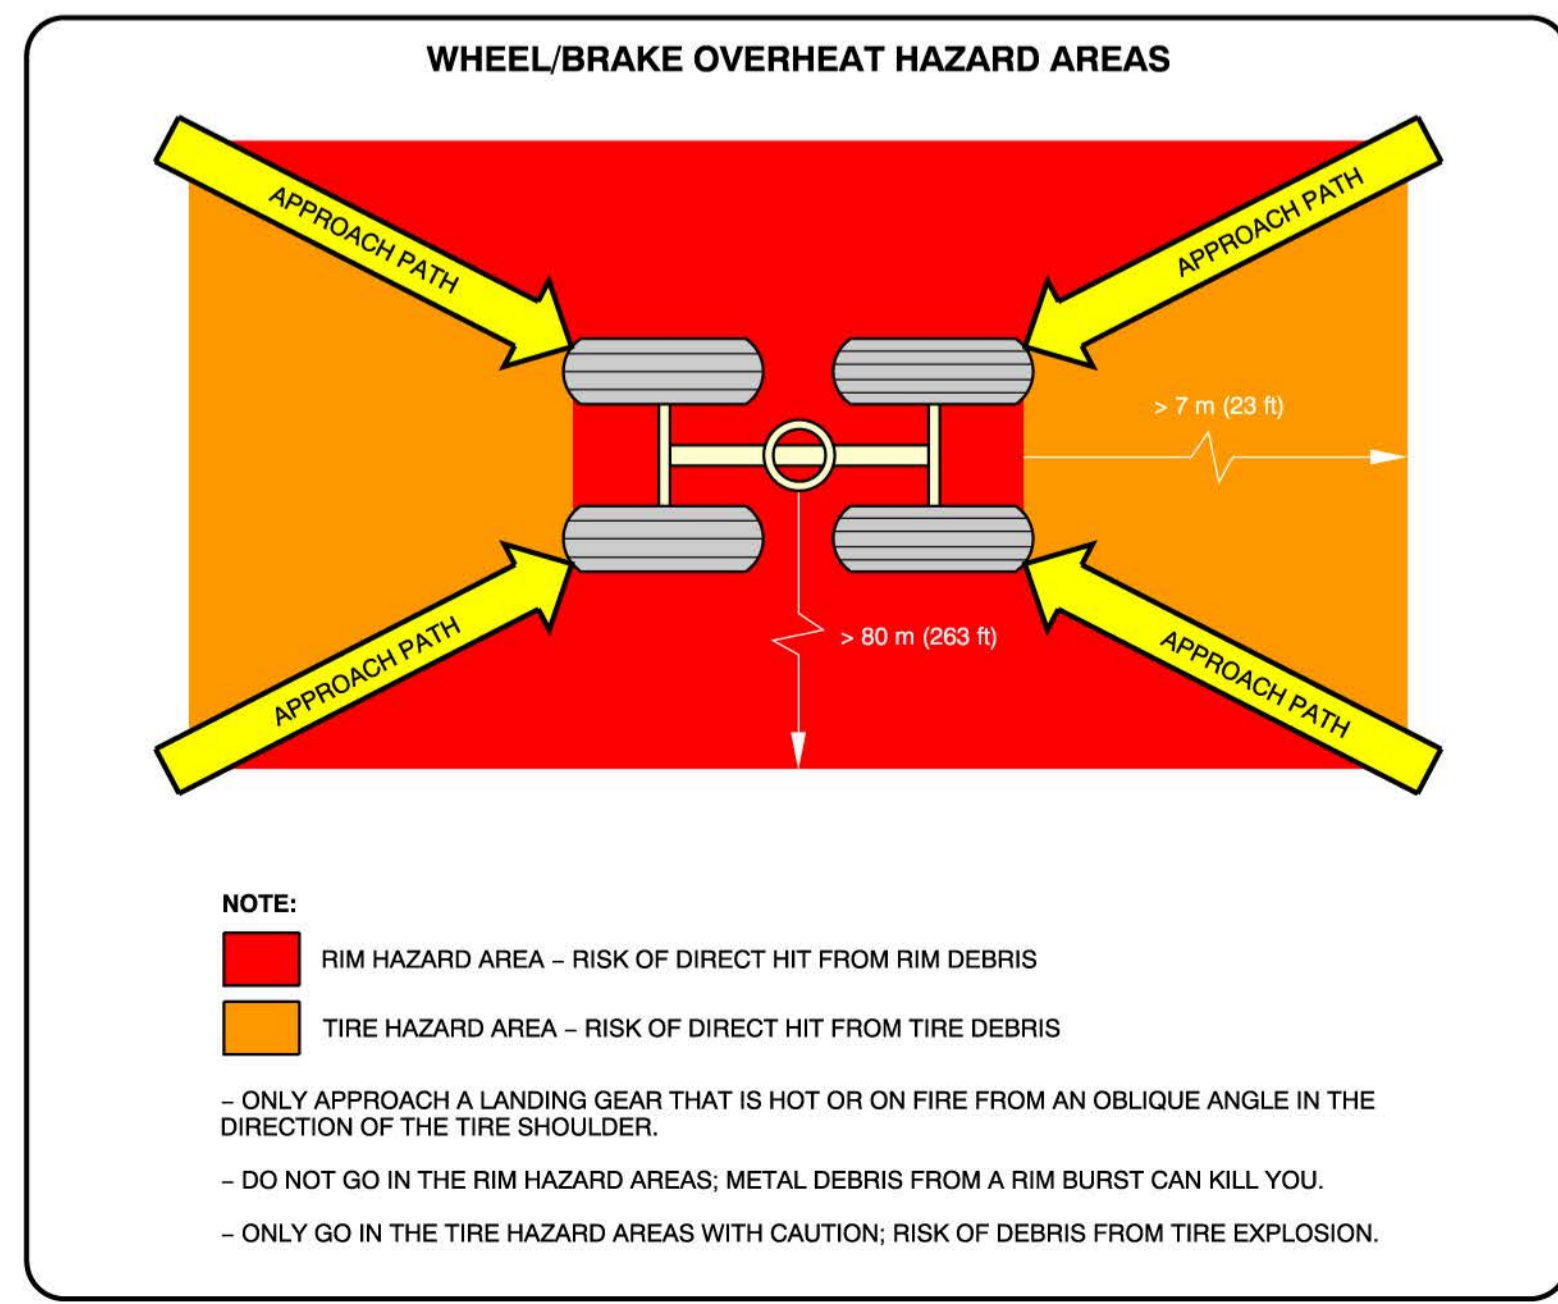 WHEEL/BRAKE OVERHEAT HAZARD AREAS
APPROACH PATH
APPROACH PATH
> 7 m (23 ft)
> 80 m (263 ft)
APPROACH PATH
APPROACH PATH
NOTE:
RIM HAZARD AREA – RISK OF DIRECT HIT FROM RIM DEBRIS
TIRE HAZARD AREA – RISK OF DIRECT HIT FROM TIRE DEBRIS
– ONLY APPROACH A LANDING GEAR THAT IS HOT OR ON FIRE FROM AN OBLIQUE ANGLE IN THE
DIRECTION OF THE TIRE SHOULDER.
– DO NOT GO IN THE RIM HAZARD AREAS; METAL DEBRIS FROM A RIM BURST CAN KILL YOU.
– ONLY GO IN THE TIRE HAZARD AREAS WITH CAUTION; RISK OF DEBRIS FROM TIRE EXPLOSION.